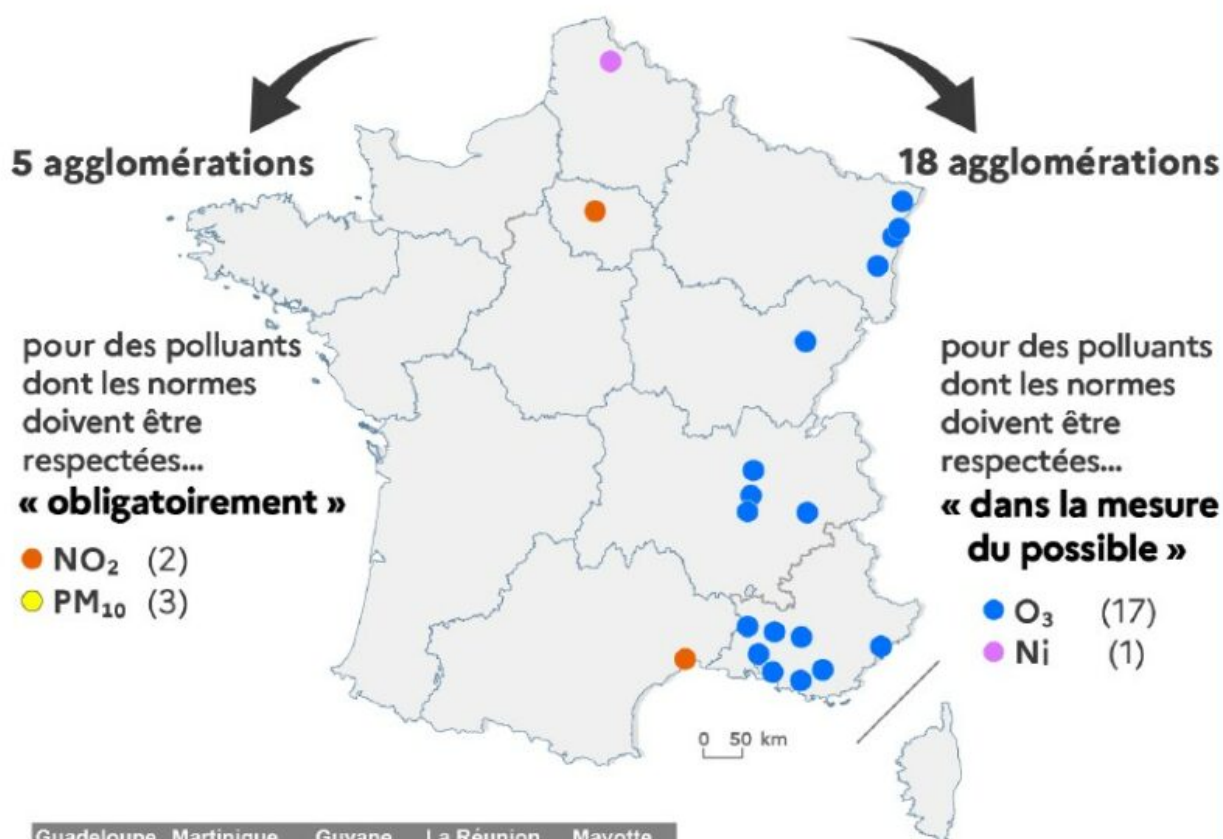 5 agglomérations
pour des polluants
dont les normes
doivent être
respectées...
« obligatoirement »
NO₂ (2)
PM₁₀ (3)
18 agglomérations
pour des polluants
dont les normes
doivent être
respectées...
« dans la mesure
du possible »
O₃ (17)
Ni (1)
0 50 km
Guadeloupe Martinique Guyane La Réunion Mayotte